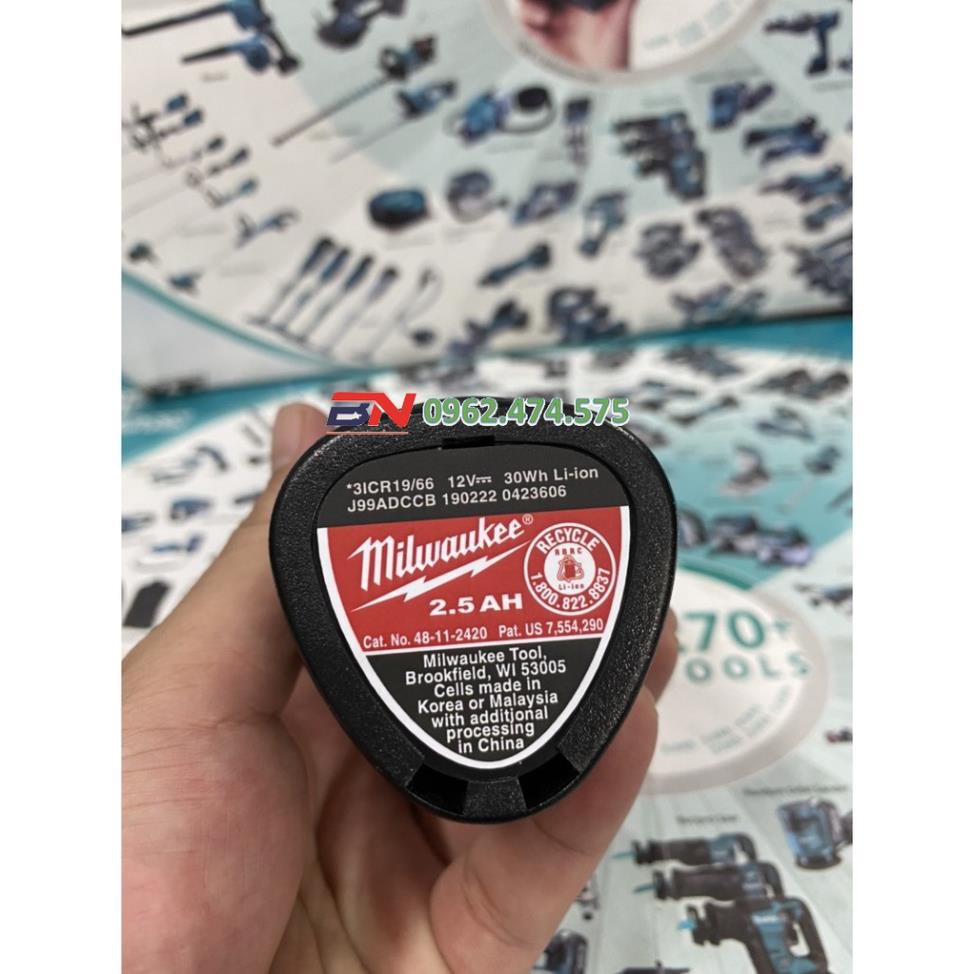 BN 0962.474.575
*3ICR19/66 12V⎓ 30Wh Li-ion
J99ADCCB 190222 0423606
Milwaukee®
2.5 AH
RECYCLE
RBRC
Li-ion
1.800.822.8837
Cat. No. 48-11-2420 Pat. US 7,554,290
Milwaukee Tool,
Brookfield, WI 53005
Cells made in
Korea or Malaysia
with additional
processing
in China
270+
TOOLS